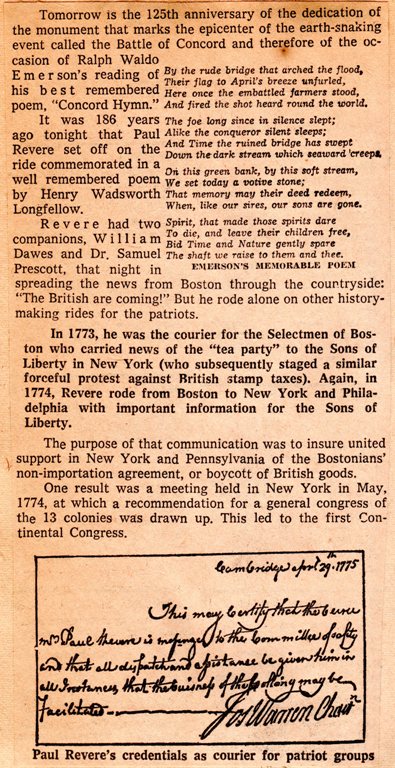 Tomorrow is the 125th anniversary of the dedication of
the monument that marks the epicenter of the earth-snaking
event called the Battle of Concord and therefore of the oc-
casion of Ralph Waldo
Emerson's reading of
his best remembered
poem, "Concord Hymn."
It was 186 years
ago tonight that Paul
Revere set off on the
ride commemorated in a
well remembered poem
by Henry Wadsworth
Longfellow.
Revere had two
companions, William
Dawes and Dr. Samuel
Prescott, that night in
By the rude bridge that arched the flood,
Their flag to April's breeze unfurled,
Here once the embattled farmers stood,
And fired the shot heard round the world.
The foe long since in silence slept;
Alike the conqueror silent sleeps;
And Time the ruined bridge has swept
Down the dark stream which seaward creeps.
On this green bank, by this soft stream,
We set today a votive stone;
That memory may their deed redeem,
When, like our sires, our sons are gone.
Spirit, that made those spirits dare
To die, and leave their children free,
Bid Time and Nature gently spare
The shaft we raise to them and thee.
EMERSON'S MEMORABLE POEM
spreading the news from Boston through the countryside:
"The British are coming!" But he rode alone on other history-
making rides for the patriots.
In 1773, he was the courier for the Selectmen of Bos-
ton who carried news of the "tea party" to the Sons of
Liberty in New York (who subsequently staged a similar
forceful protest against British stamp taxes). Again, in
1774, Revere rode from Boston to New York and Phila-
delphia with important information for the Sons of
Liberty.
The purpose of that communication was to insure united
support in New York and Pennsylvania of the Bostonians'
non-importation agreement, or boycott of British goods.
One result was a meeting held in New York in May,
1774, at which a recommendation for a general congress of
the 13 colonies was drawn up. This led to the first Con-
tinental Congress.
Cambridge aprl 29th 1775
This may Certify that the bearer
mr Paul Revere is mesenger to the Committee of safety
and that all dispatch and assistance be given him in
all Instances, that the buisness of the may be
facilitated
Jos Warren Chairn
Paul Revere's credentials as courier for patriot groups